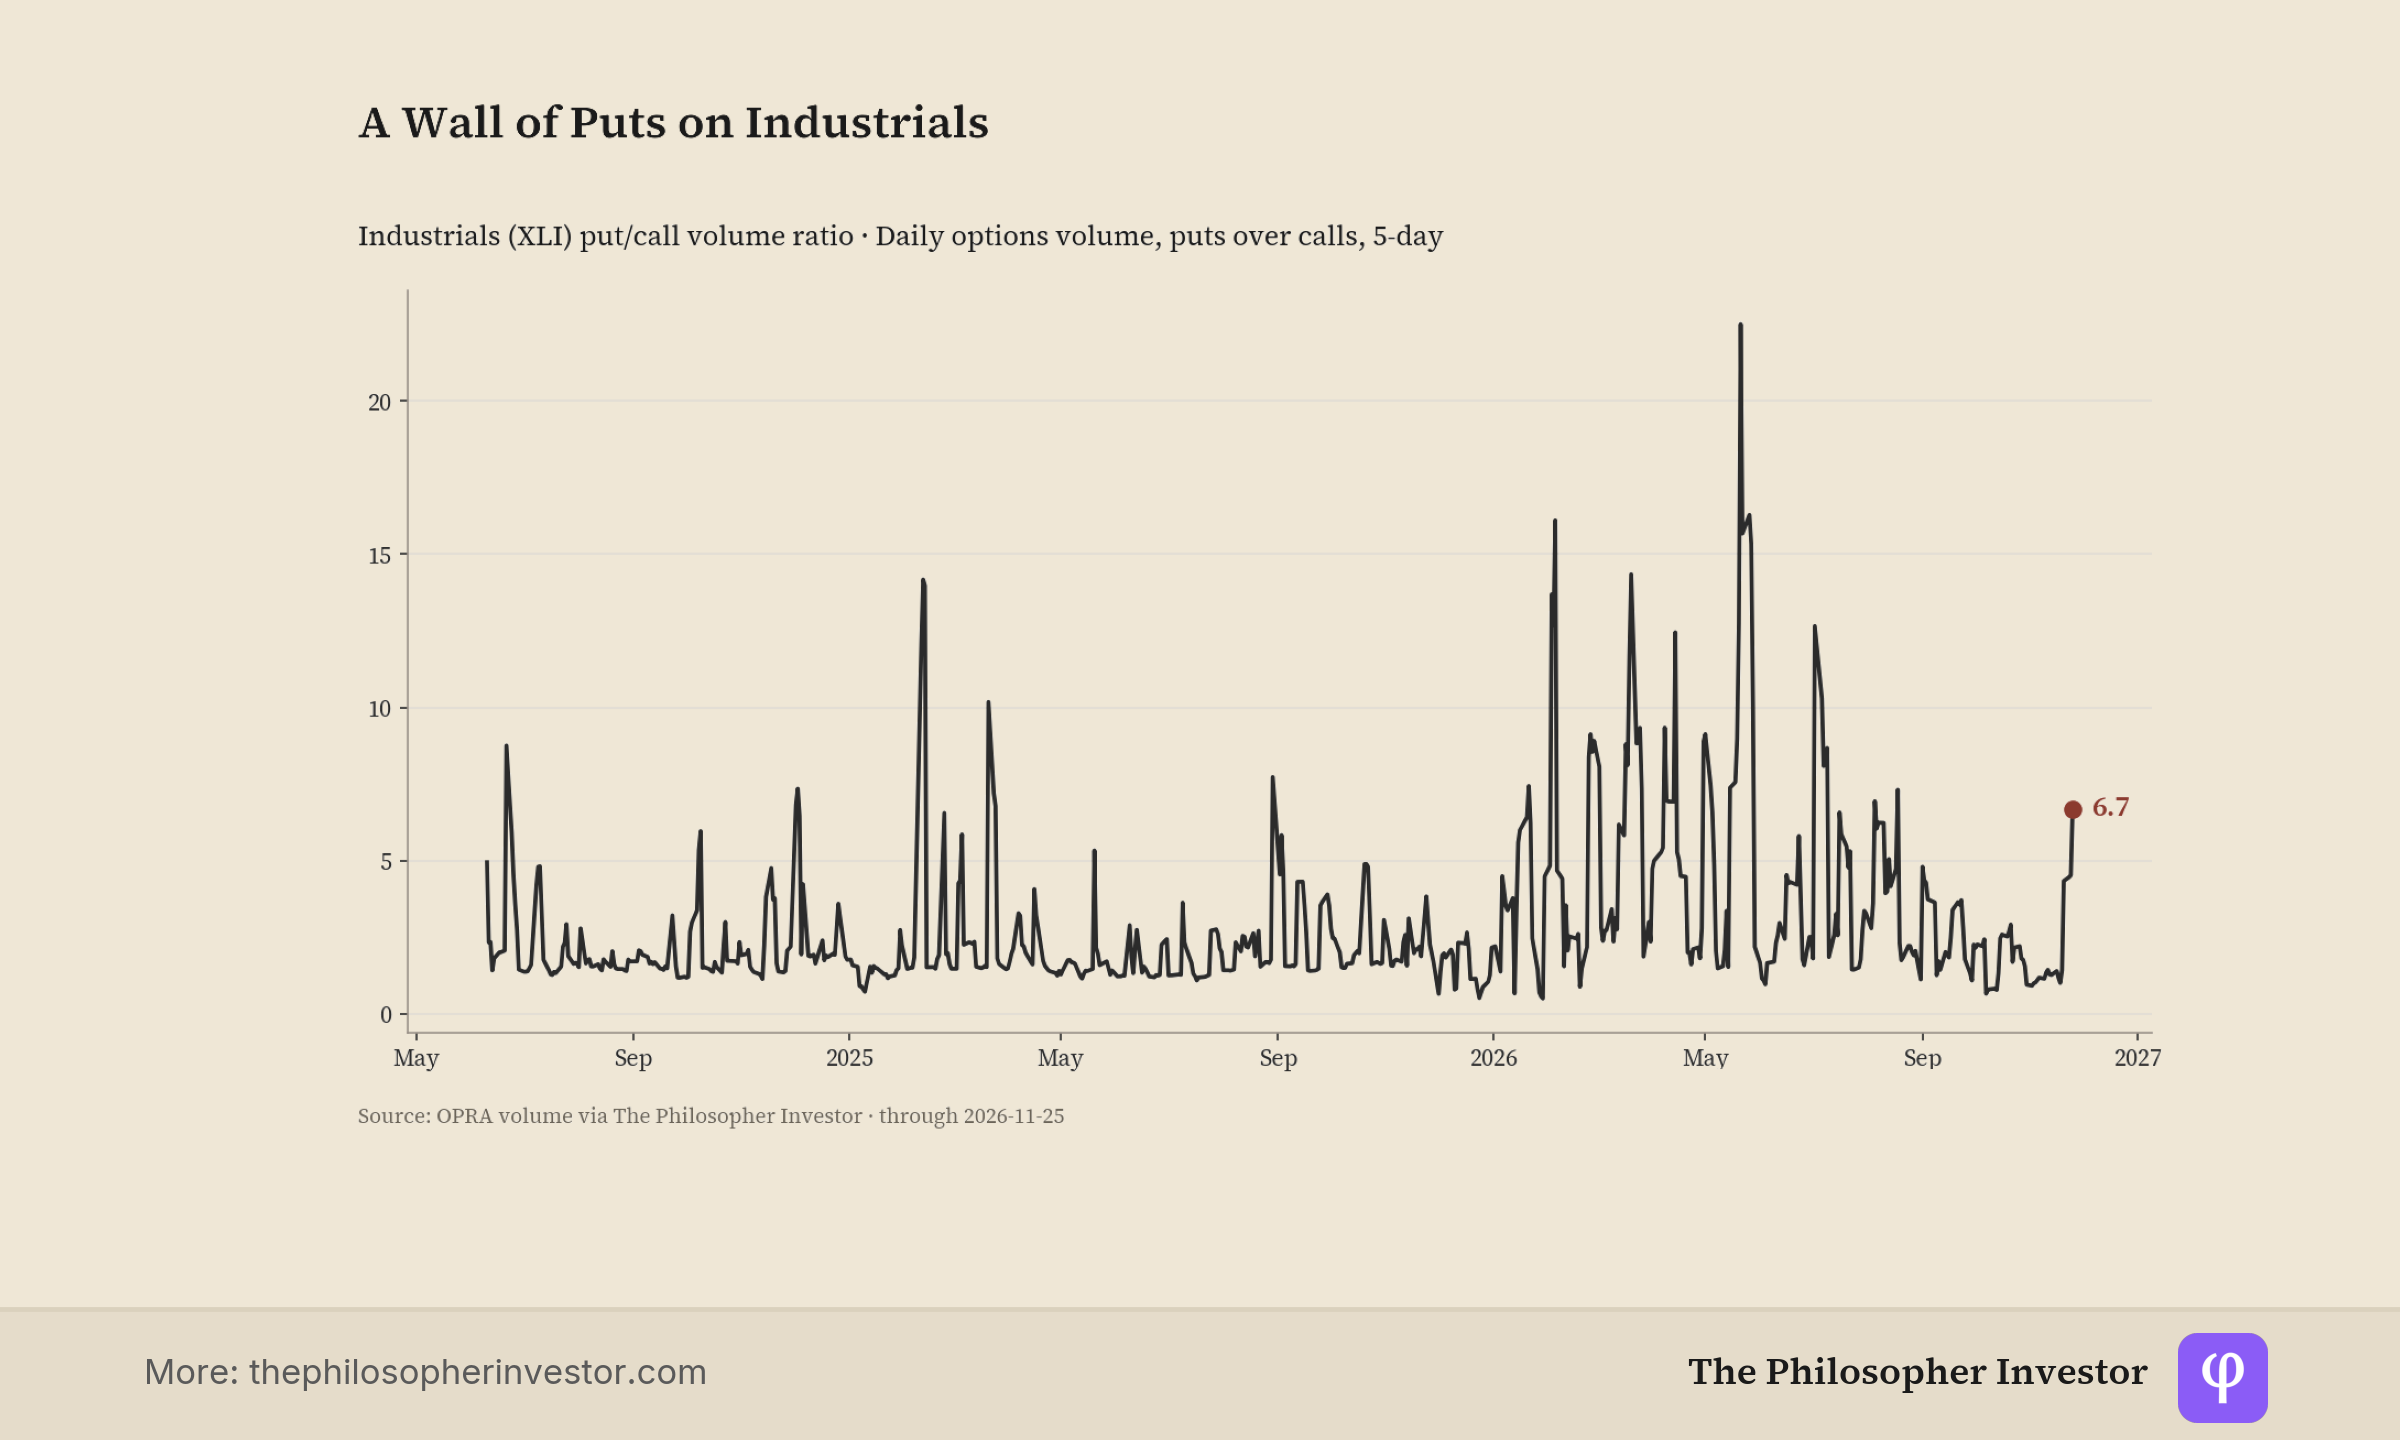 A Wall of Puts on Industrials
Industrials (XLI) put/call volume ratio · Daily options volume, puts over calls, 5-day
20
15
10
5
0
6.7
May Sep 2025 May Sep 2026 May Sep 2027
Source: OPRA volume via The Philosopher Investor · through 2026-11-25
More: thephilosopherinvestor.com
The Philosopher Investor φ